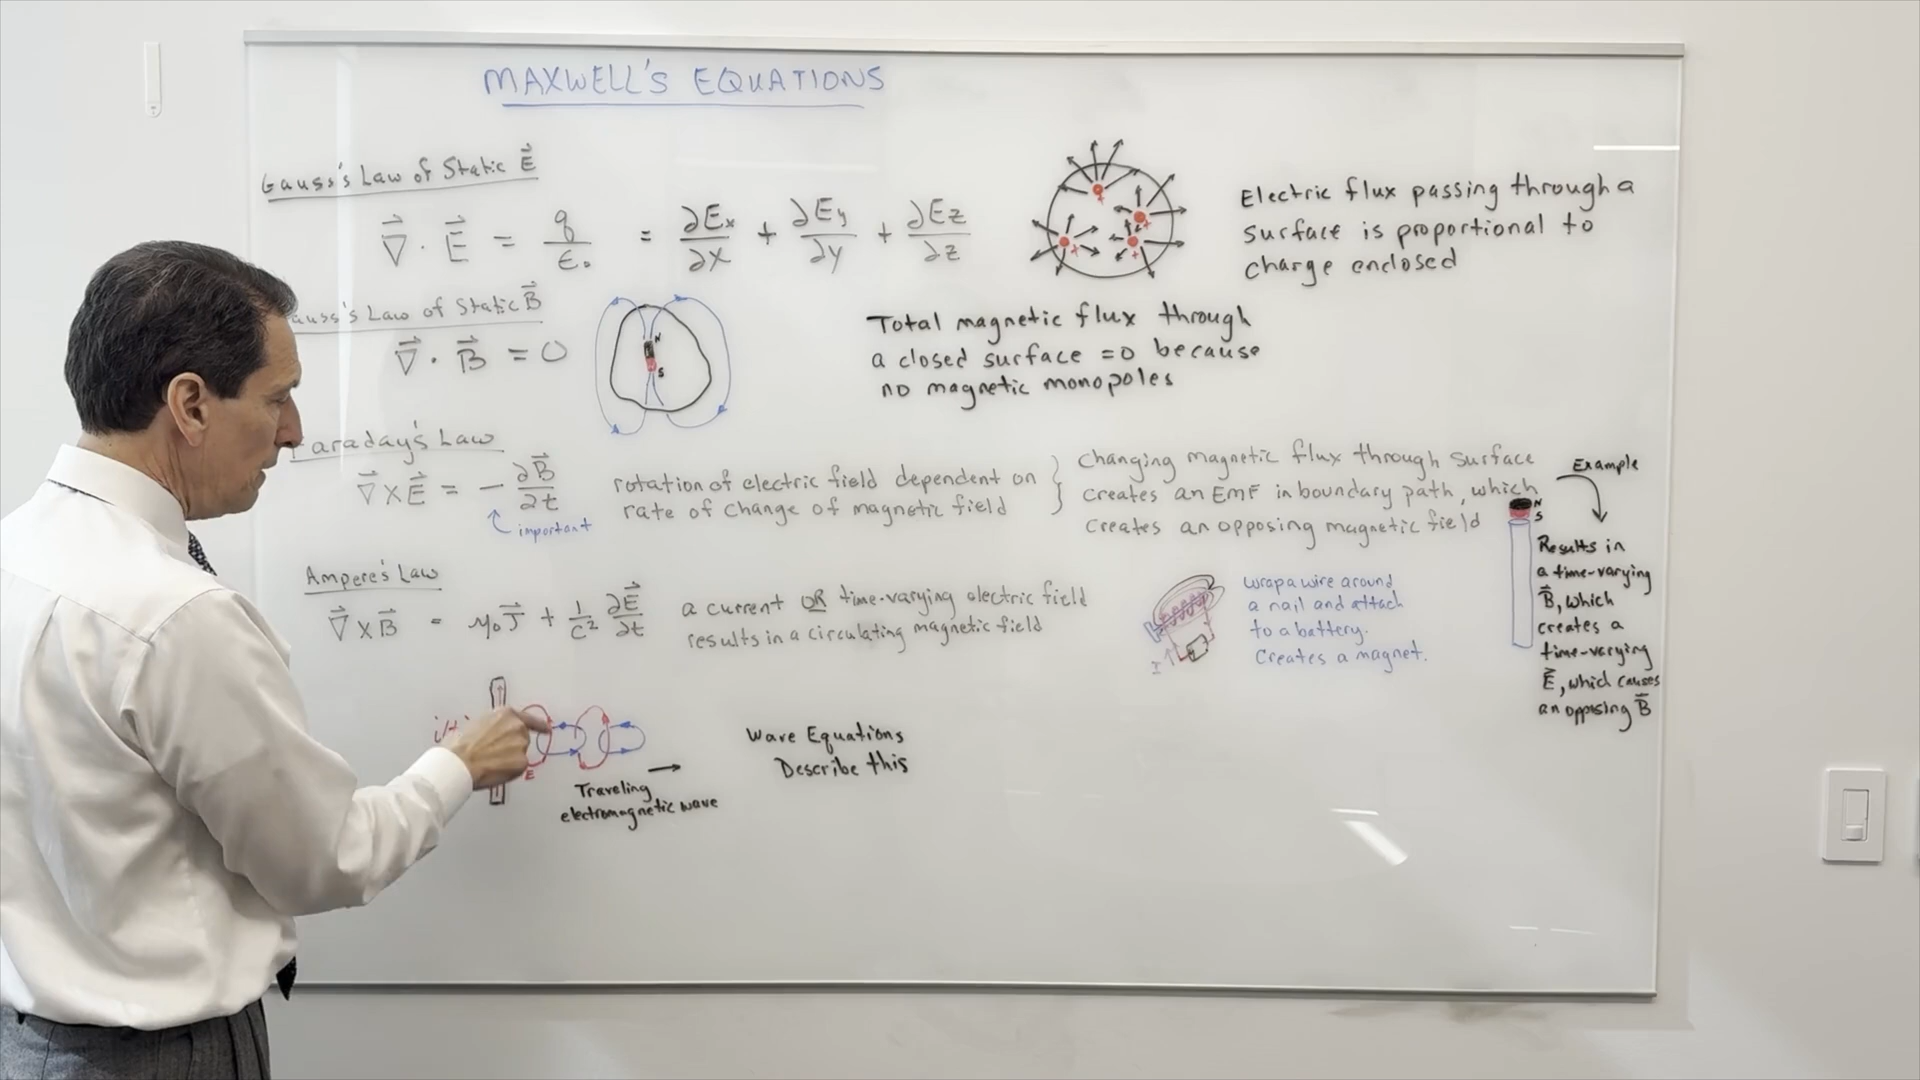 MAXWELL'S EQUATIONS
Gauss's Law of Static E⃗
∇⃗ · E⃗ = q/ε₀ = ∂Ex/∂x + ∂Ey/∂y + ∂Ez/∂z
+
+
+
+
Electric flux passing through a
surface is proportional to
charge enclosed
auss's Law of Static B⃗
∇⃗ · B⃗ = 0
N
S
Total magnetic flux through
a closed surface = 0 because
no magnetic monopoles
Faraday's Law
∇⃗ × E⃗ = − ∂B⃗/∂t
important
rotation of electric field dependent on
rate of change of magnetic field
Changing magnetic flux through surface
creates an EMF in boundary path, which
creates an opposing magnetic field
Example
N
S
Results in
a time-varying
B⃗, which
creates a
time-varying
E⃗, which causes
an opposing B⃗
Ampere's Law
∇⃗ × B⃗ = μ₀J⃗ + 1/c² ∂E⃗/∂t
a current OR time-varying electric field
results in a circulating magnetic field
I
wrap a wire around
a nail and attach
to a battery.
Creates a magnet.
E
Traveling →
electromagnetic wave
Wave Equations
Describe this